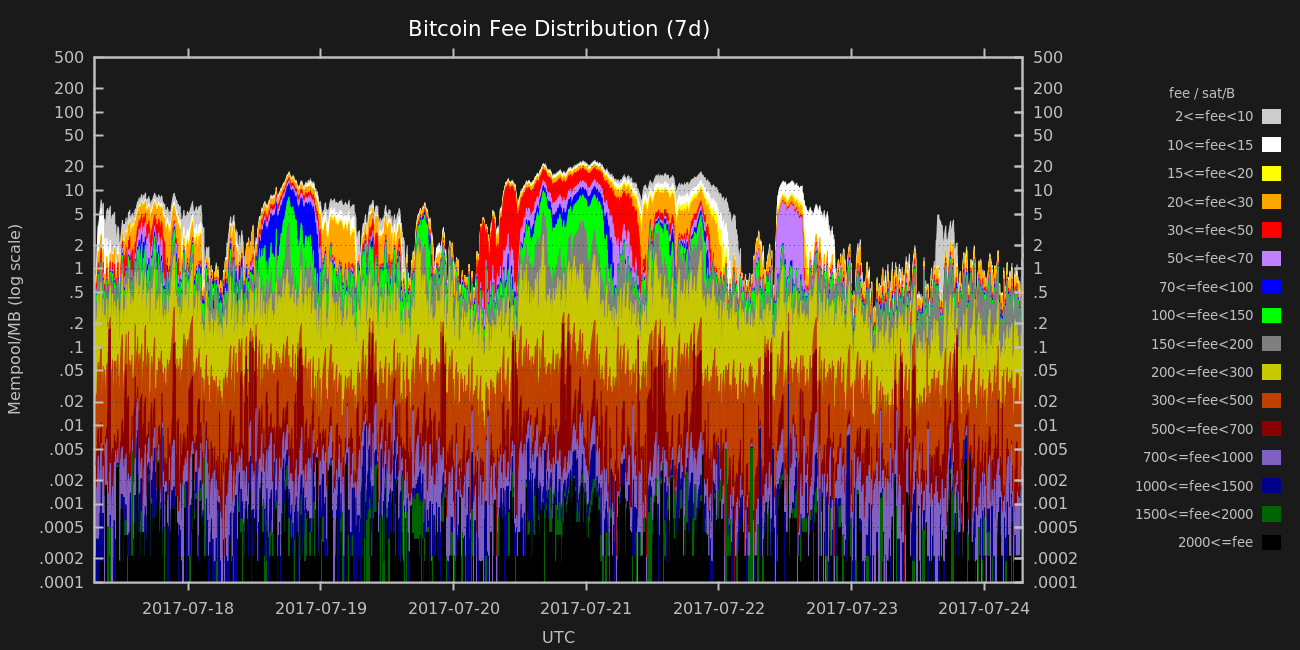 Bitcoin Fee Distribution (7d)
500
200
100
50
20
10
5
2
1
.5
.2
.1
.05
.02
.01
.005
.002
.001
.0005
.0002
.0001
Mempool/MB (log scale)
500
200
100
50
20
10
5
2
1
.5
.2
.1
.05
.02
.01
.005
.002
.001
.0005
.0002
.0001
2017-07-18
2017-07-19
2017-07-20
2017-07-21
2017-07-22
2017-07-23
2017-07-24
UTC
fee / sat/B
2<=fee<10
10<=fee<15
15<=fee<20
20<=fee<30
30<=fee<50
50<=fee<70
70<=fee<100
100<=fee<150
150<=fee<200
200<=fee<300
300<=fee<500
500<=fee<700
700<=fee<1000
1000<=fee<1500
1500<=fee<2000
2000<=fee